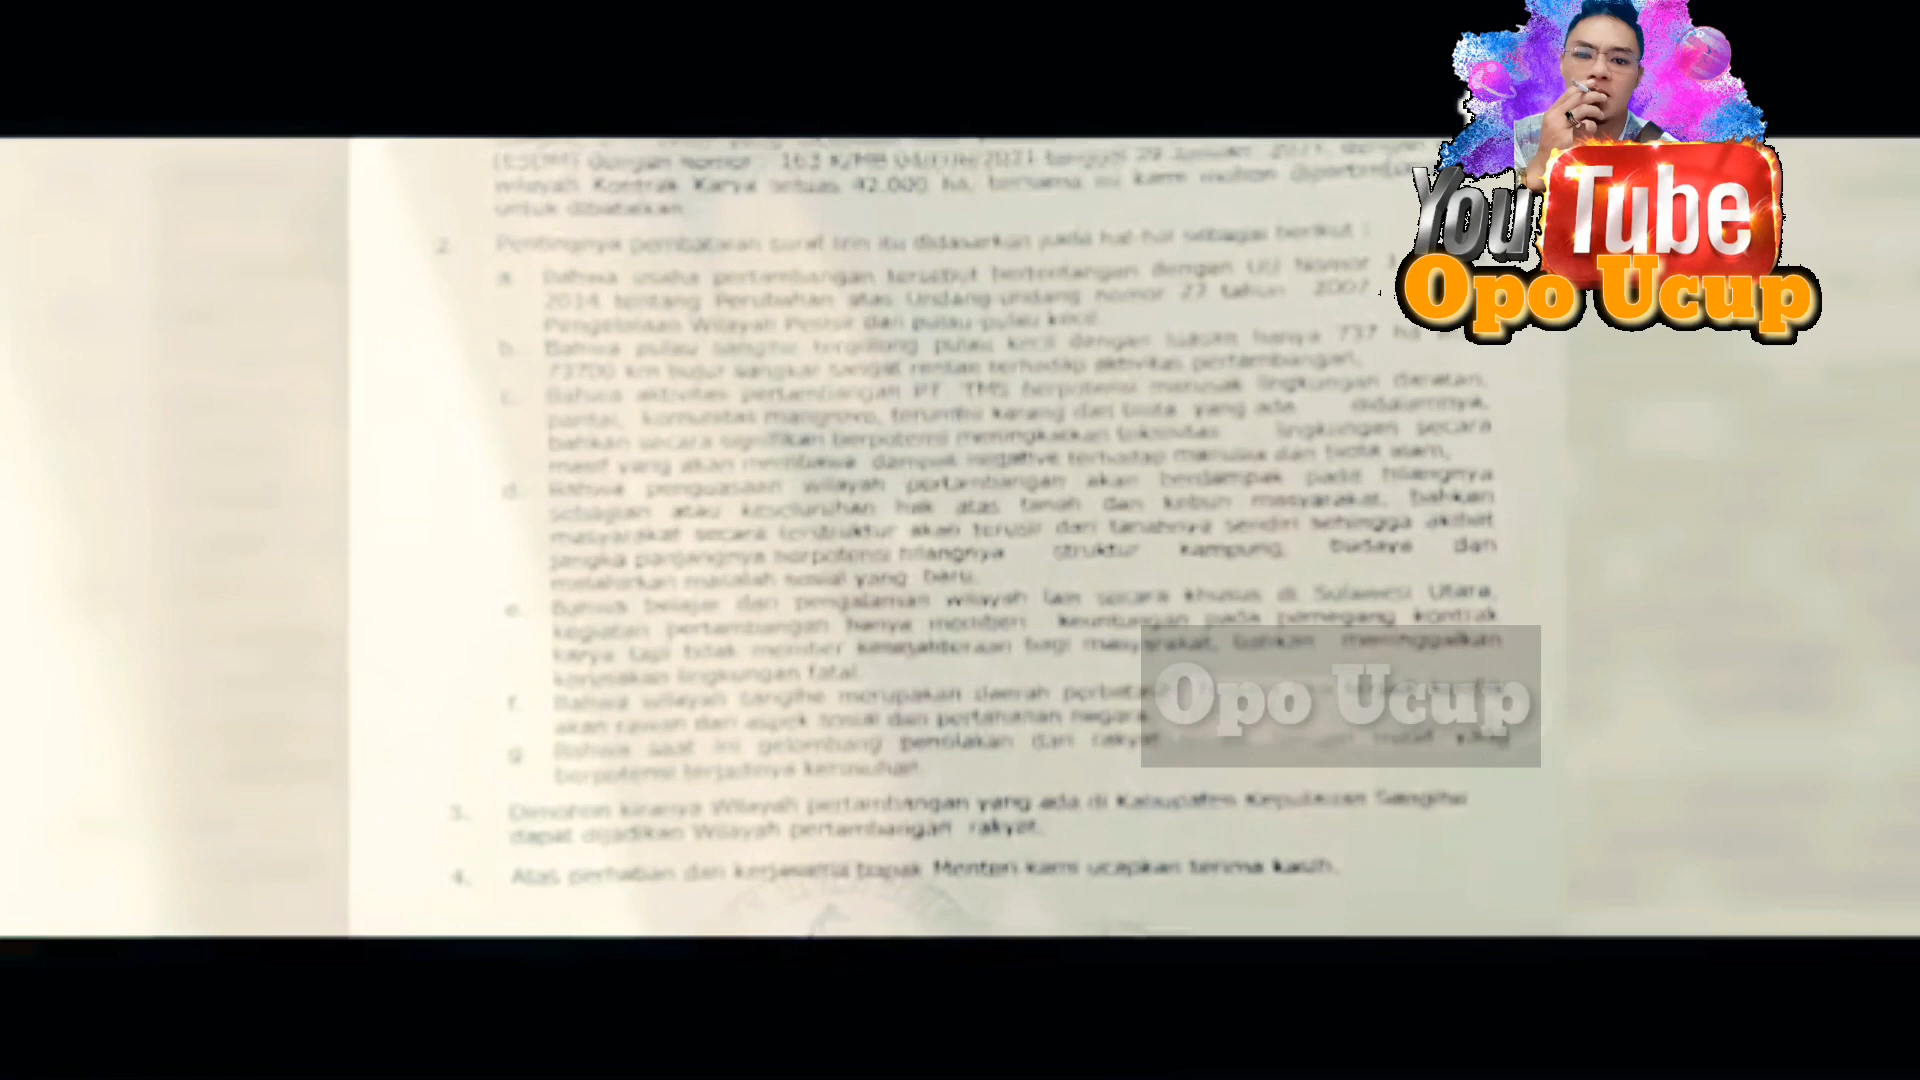 (ESDM) dengan nomor : 163 K/MB.04/DJB/2021 tanggal 29 Januari 2021, dengan
wilayah Kontrak Karya seluas 42.000 ha, bersama ini kami mohon dipertimbangkan
untuk dibatalkan.
2. Pentingnya pembatalan surat izin itu didasarkan pada hal-hal sebagai berikut :
a. Bahwa usaha pertambangan tersebut bertentangan dengan UU Nomor 1
2014 tentang Perubahan atas Undang-undang nomor 27 tahun 2007
Pengelolaan Wilayah Pesisir dan pulau-pulau kecil.
b. Bahwa pulau sangihe tergolong pulau kecil dengan luasan hanya 737 ha
73700 km bujur sangkar sangat rentan terhadap aktivitas pertambangan.
c. Bahwa aktivitas pertambangan PT. TMS berpotensi merusak lingkungan daratan,
pantai, komunitas mangrove, terumbu karang dan biota yang ada didalamnya,
bahkan secara signifikan berpotensi meningkatkan toksisitas lingkungan secara
masif yang akan membawa dampak negative terhadap manusia dan biota alam.
d. Bahwa penguasaan wilayah pertambangan akan berdampak pada hilangnya
sebagian atau keseluruhan hak atas tanah dan kebun masyarakat, bahkan
masyarakat secara terstruktur akan terusir dari tanahnya sendiri sehingga akibat
jangka panjangnya berpotensi hilangnya struktur kampung, budaya dan
melahirkan masalah sosial yang baru.
e. Bahwa belajar dari pengalaman wilayah lain secara khusus di Sulawesi Utara,
kegiatan pertambangan hanya memberi keuntungan pada pemegang kontrak
karya tapi tidak member kesejahteraan bagi masyarakat, bahkan meninggalkan
kerusakan lingkungan fatal.
f. Bahwa wilayah sangihe merupakan daerah
akan rawan dari aspek sosial dan pertahanan negara.
g. Bahwa saat ini gelombang penolakan dari rakyat yang
berpotensi terjadinya kerusuhan.
3. Dimohon kiranya Wilayah pertambangan yang ada di Kabupaten Kepulauan Sangihe
dapat dijadikan Wilayah pertambangan rakyat.
4. Atas perhatian dan kerjasama bapak Menteri kami ucapkan terima kasih.
YouTube
Opo Ucup
Opo Ucup